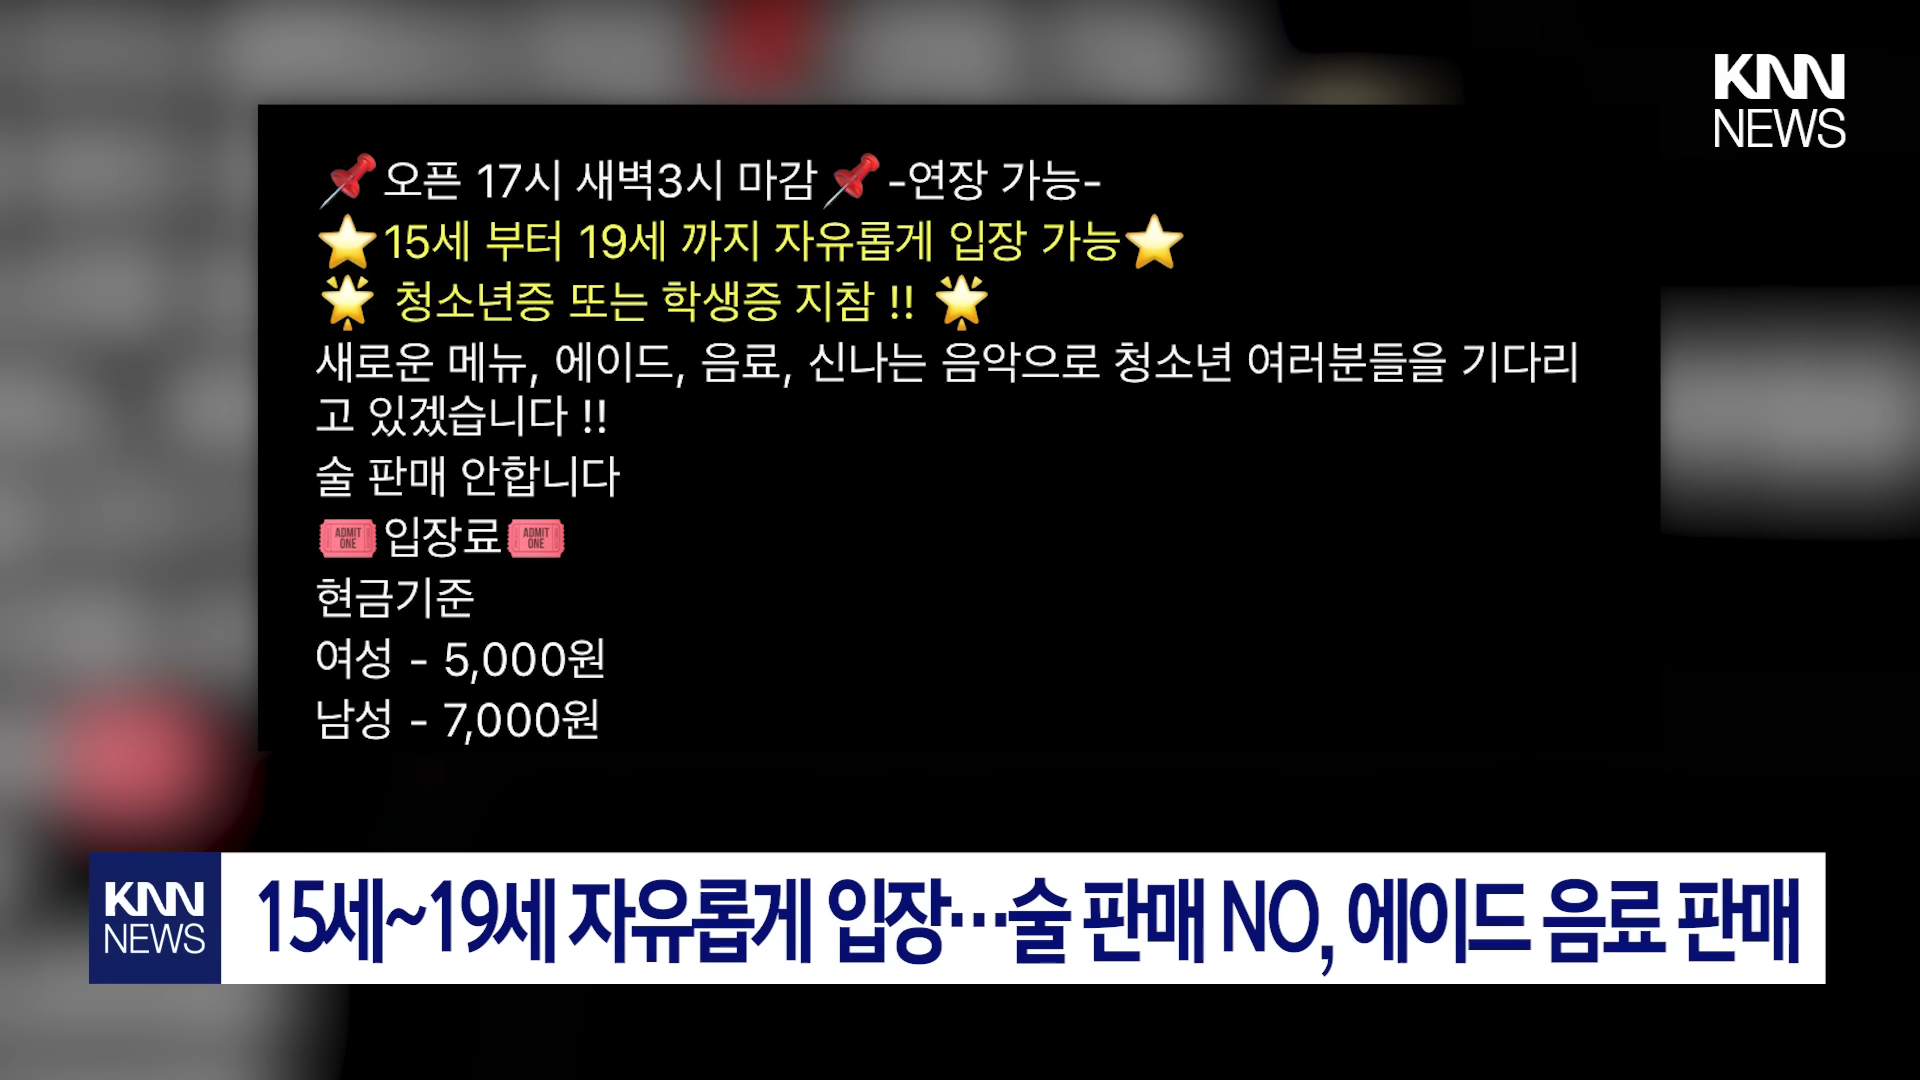 KNN
NEWS
📌오픈 17시 새벽3시 마감📌-연장 가능-
⭐15세 부터 19세 까지 자유롭게 입장 가능⭐
🌟 청소년증 또는 학생증 지참 !! 🌟
새로운 메뉴, 에이드, 음료, 신나는 음악으로 청소년 여러분들을 기다리
고 있겠습니다 !!
술 판매 안합니다
🎟입장료🎟
현금기준
여성 - 5,000원
남성 - 7,000원
KNN
NEWS
15세~19세 자유롭게 입장…술 판매 NO, 에이드 음료 판매